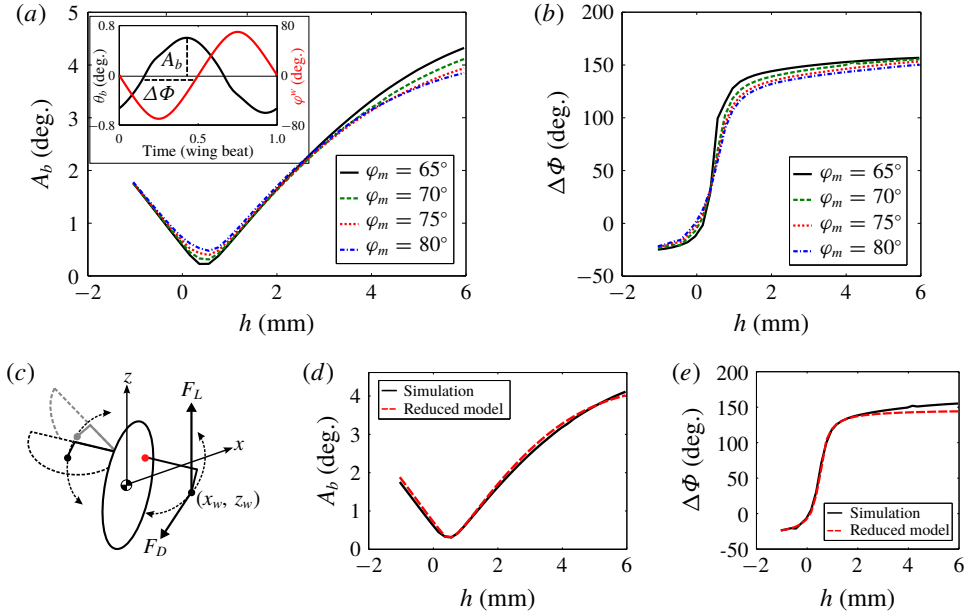 (a)
5
4
3
2
1
0
−2
0
2
4
6
A_b (deg.)
h (mm)
0.8
0
−0.8
θ_b (deg.)
80
0
−80
φ^w (deg.)
A_b
ΔΦ
0
0.5
1.0
Time (wing beat)
φ_m = 65°
φ_m = 70°
φ_m = 75°
φ_m = 80°
(b)
200
150
100
50
0
−50
−2
0
2
4
6
ΔΦ (deg.)
h (mm)
φ_m = 65°
φ_m = 70°
φ_m = 75°
φ_m = 80°
(c)
z
F_L
x
(x_w, z_w)
F_D
(d)
4
3
2
1
0
−2
0
2
4
6
A_b (deg.)
h (mm)
Simulation
Reduced model
(e)
200
150
100
50
0
-50
−2
0
2
4
6
ΔΦ (deg.)
h (mm)
Simulation
Reduced model